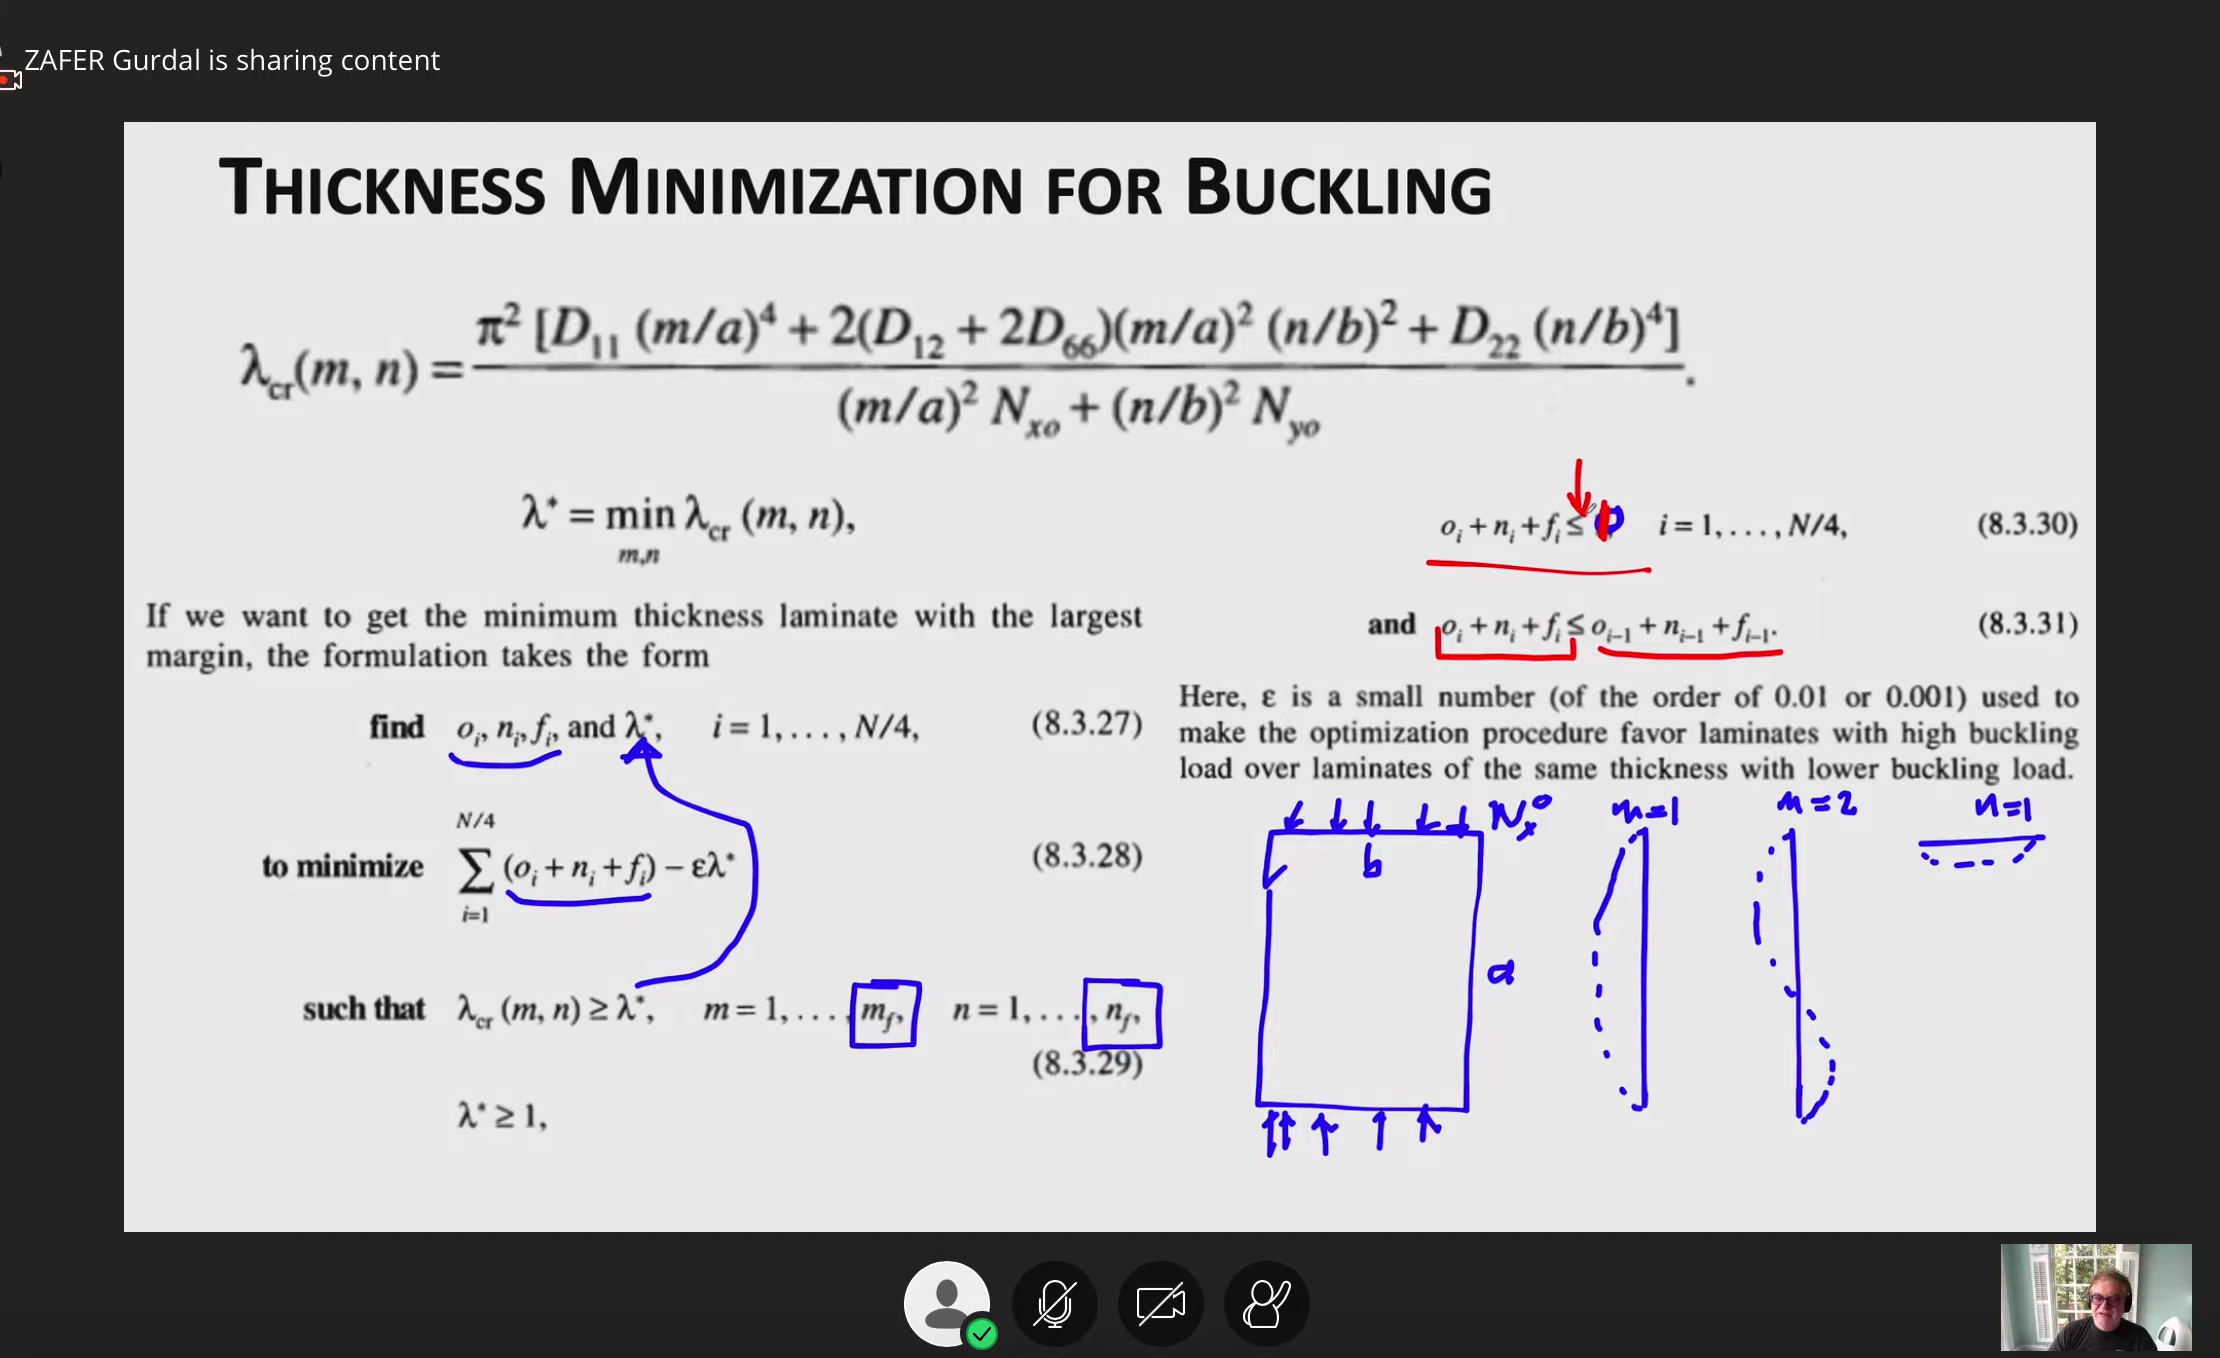 ZAFER Gurdal is sharing content
THICKNESS MINIMIZATION FOR BUCKLING
λcr(m, n) = π² [D₁₁ (m/a)⁴ + 2(D₁₂ + 2D₆₆)(m/a)² (n/b)² + D₂₂ (n/b)⁴] / (m/a)² Nxo + (n/b)² Nyo .
λ* = min λcr (m, n),
m,n
If we want to get the minimum thickness laminate with the largest
margin, the formulation takes the form
find oᵢ, nᵢ, fᵢ, and λ*, i = 1, . . . , N/4, (8.3.27)
to minimize N/4 ∑ i=1 (oᵢ + nᵢ + fᵢ) − ελ* (8.3.28)
such that λcr (m, n) ≥ λ*, m = 1, . . . , mf, n = 1, . . . , nf,
(8.3.29)
λ* ≥ 1,
oᵢ + nᵢ + fᵢ ≤ i = 1, . . . , N/4, (8.3.30)
and oᵢ + nᵢ + fᵢ ≤ oᵢ₋₁ + nᵢ₋₁ + fᵢ₋₁. (8.3.31)
Here, ε is a small number (of the order of 0.01 or 0.001) used to
make the optimization procedure favor laminates with high buckling
load over laminates of the same thickness with lower buckling load.
Nx° m=1 m=2 n=1
b
a